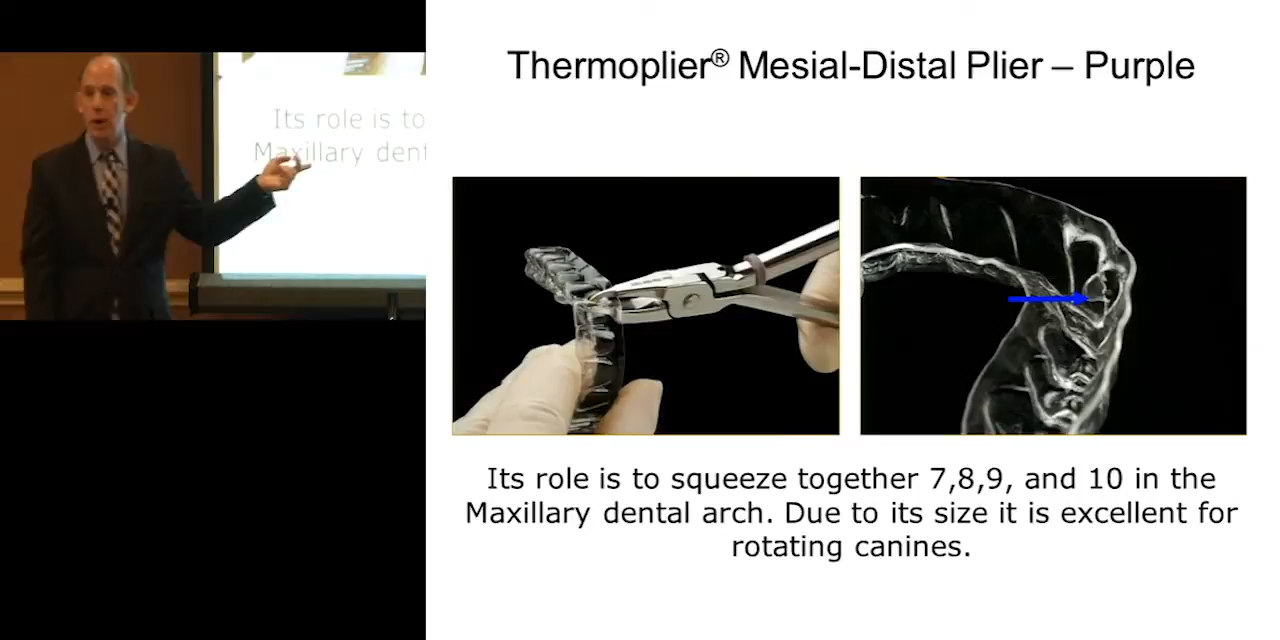 Thermoplier® Mesial-Distal Plier – Purple
Its role is to
Maxillary dent
Its role is to squeeze together 7,8,9, and 10 in the
Maxillary dental arch. Due to its size it is excellent for
rotating canines.